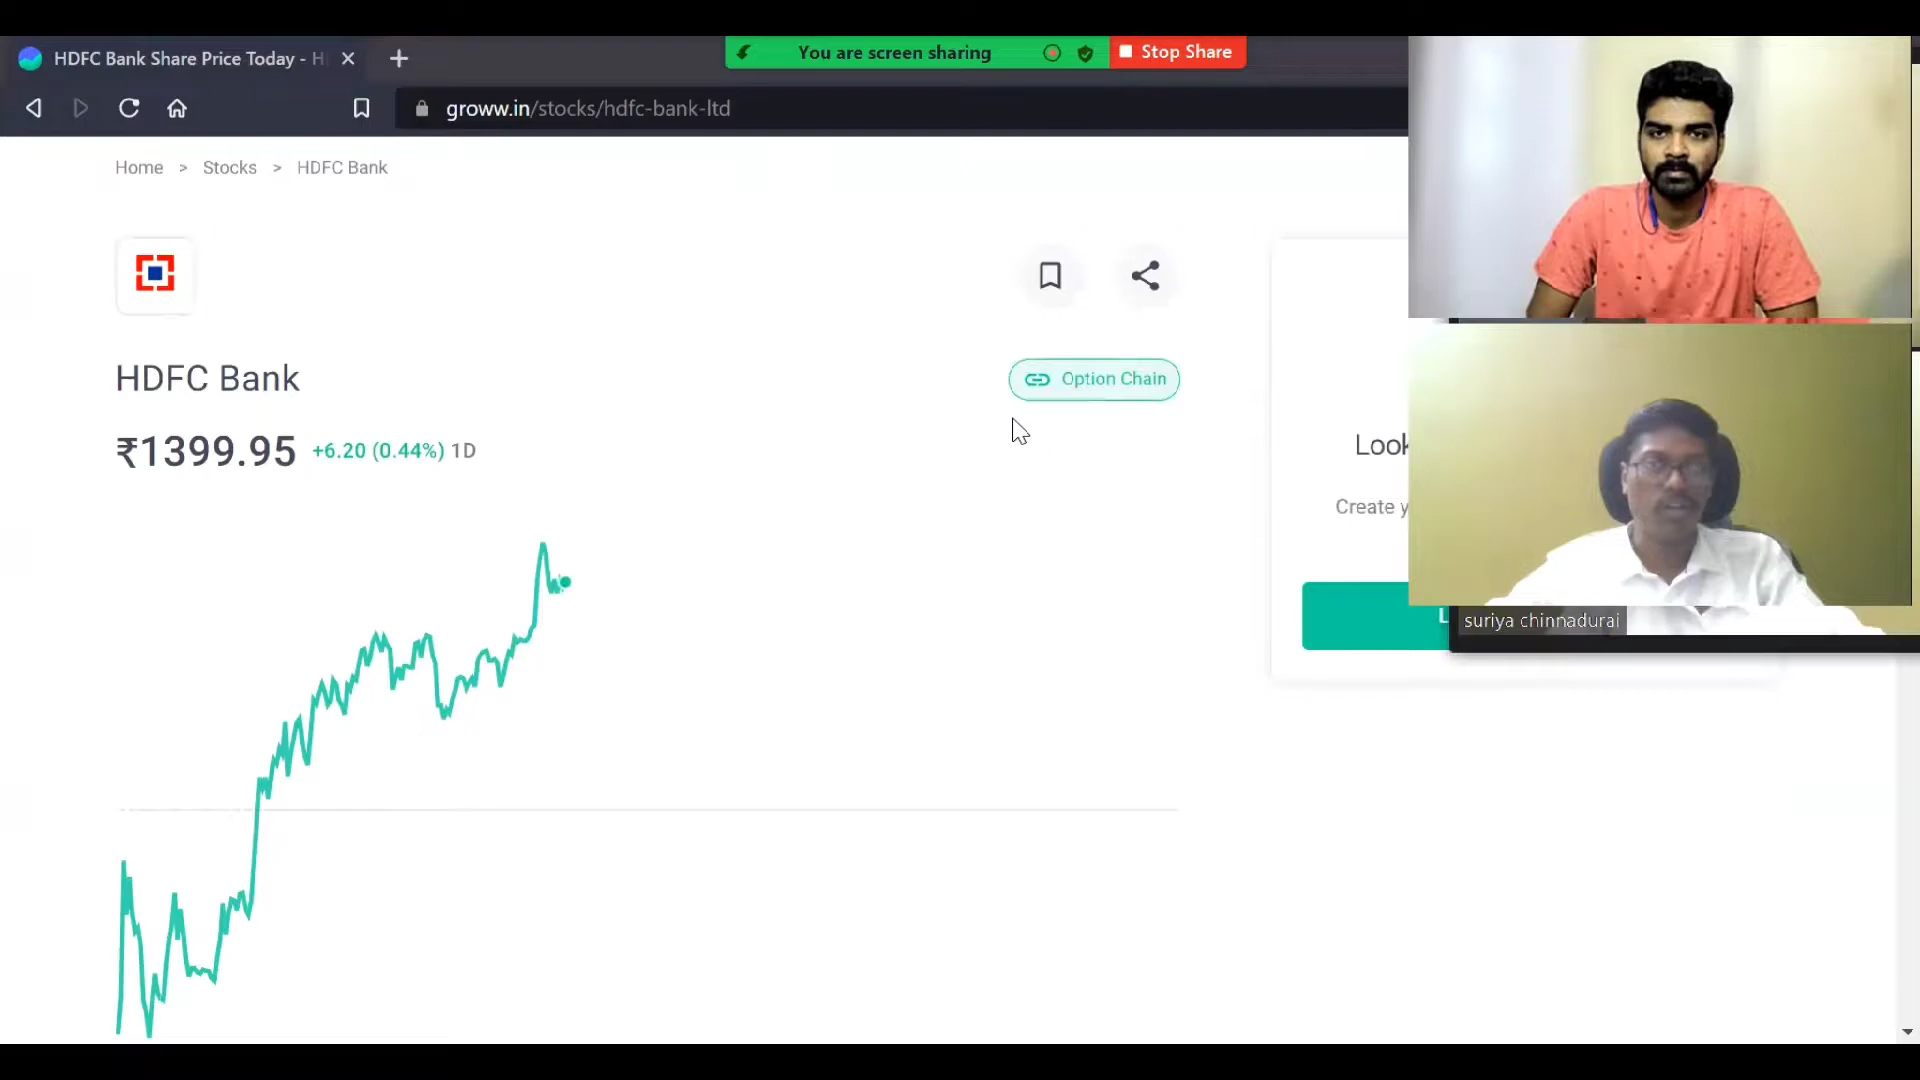 HDFC Bank Share Price Today - H
You are screen sharing
Stop Share
groww.in/stocks/hdfc-bank-ltd
Home > Stocks > HDFC Bank
HDFC Bank
Option Chain
₹1399.95 +6.20 (0.44%) 1D
Look
Create y
suriya chinnadurai